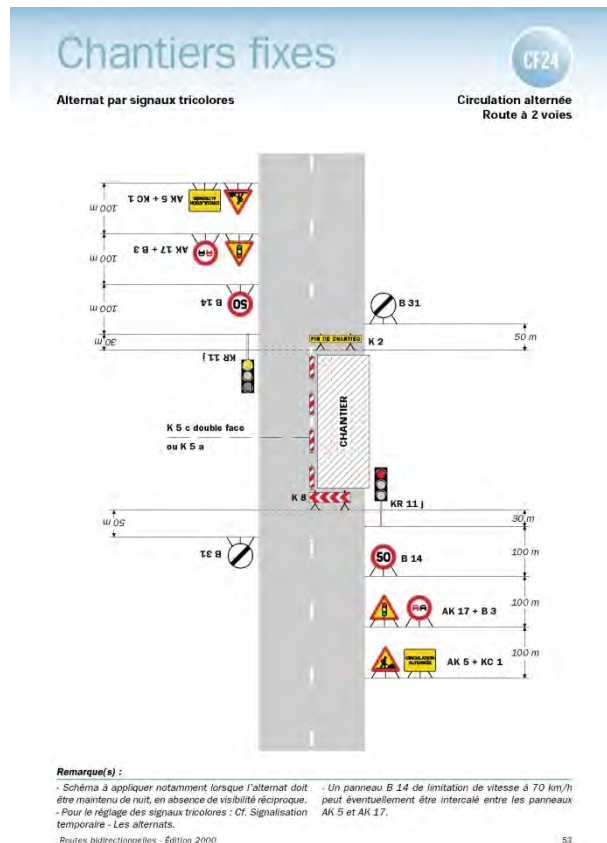 Chantiers fixes
CF24
Alternat par signaux tricolores
Circulation alternée
Route à 2 voies
100 m
AK 5 + KC 1
CIRCULATION
ALTERNÉE
100 m
AK 17 + B 3
100 m
B 14
50
B 31
30 m
KR 11 j
FIN DE CHANTIER
K 2
50 m
K 5 c double face
ou K 5 a
CHANTIER
K 8
KR 11 j
50 m
30 m
B 31
50
B 14
100 m
AK 17 + B 3
100 m
CIRCULATION
ALTERNÉE
AK 5 + KC 1
100 m
Remarque(s) :
- Schéma à appliquer notamment lorsque l'alternat doit
être maintenu de nuit, en absence de visibilité réciproque.
- Pour le réglage des signaux tricolores : Cf. Signalisation
temporaire - Les alternats.
- Un panneau B 14 de limitation de vitesse à 70 km/h
peut éventuellement être intercalé entre les panneaux
AK 5 et AK 17.
Routes bidirectionnelles - Édition 2000
53